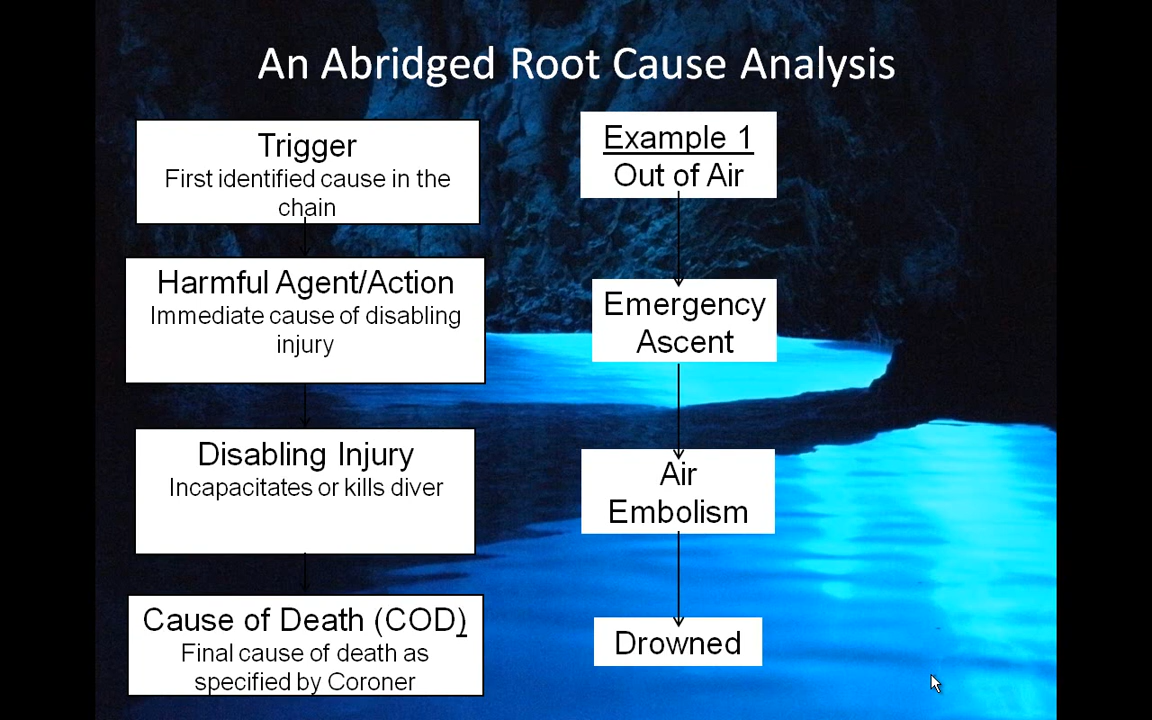 An Abridged Root Cause Analysis
Trigger
First identified cause in the
chain
Harmful Agent/Action
Immediate cause of disabling
injury
Disabling Injury
Incapacitates or kills diver
Cause of Death (COD)
Final cause of death as
specified by Coroner
Example 1
Out of Air
Emergency
Ascent
Air
Embolism
Drowned